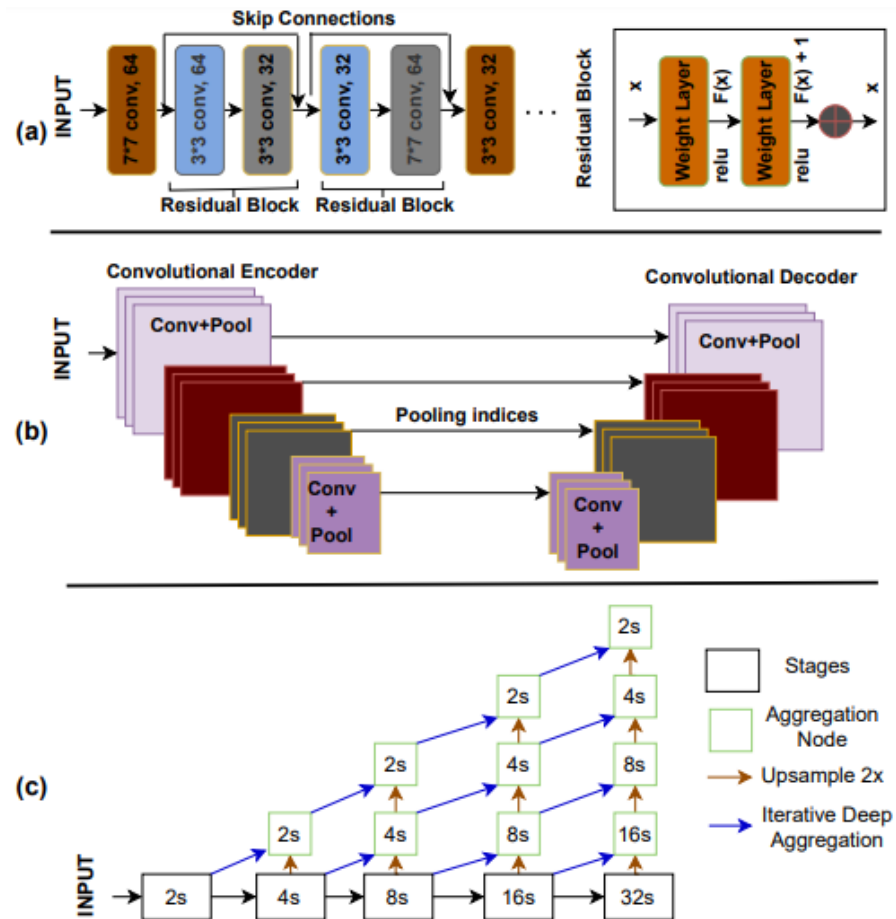 Skip Connections
(a)
INPUT
7*7 conv, 64
3*3 conv, 64
3*3 conv, 32
3*3 conv, 32
7*7 conv, 64
3*3 conv, 32
. . .
Residual Block
Residual Block
Residual Block
x
Weight Layer
F(x)
relu
Weight Layer
F(x) + 1
relu
x
Convolutional Encoder
Convolutional Decoder
(b)
INPUT
Conv+Pool
Conv+Pool
Pooling indices
Conv
+
Pool
Conv
+
Pool
(c)
2s
2s
4s
2s
4s
8s
2s
4s
8s
16s
INPUT
2s
4s
8s
16s
32s
Stages
Aggregation
Node
Upsample 2x
Iterative Deep
Aggregation